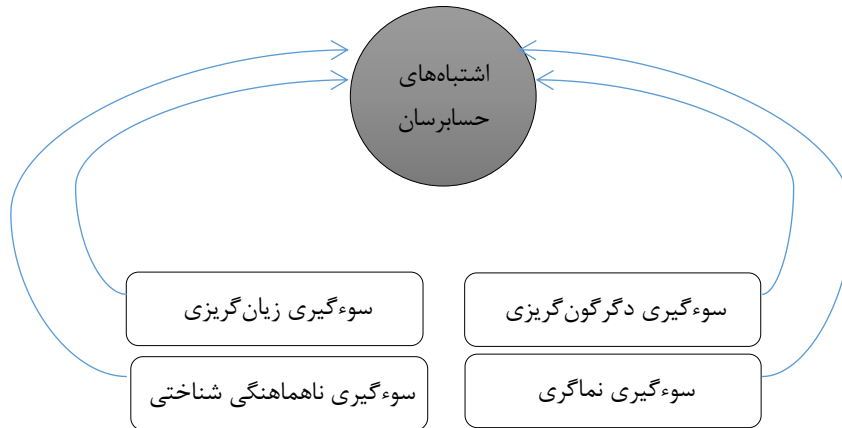 اشتباه‌های
حسابرسان
سوءگیری دگرگون‌گریزی
سوءگیری زیان‌گریزی
سوءگیری نماگری
سوءگیری ناهماهنگی شناختی